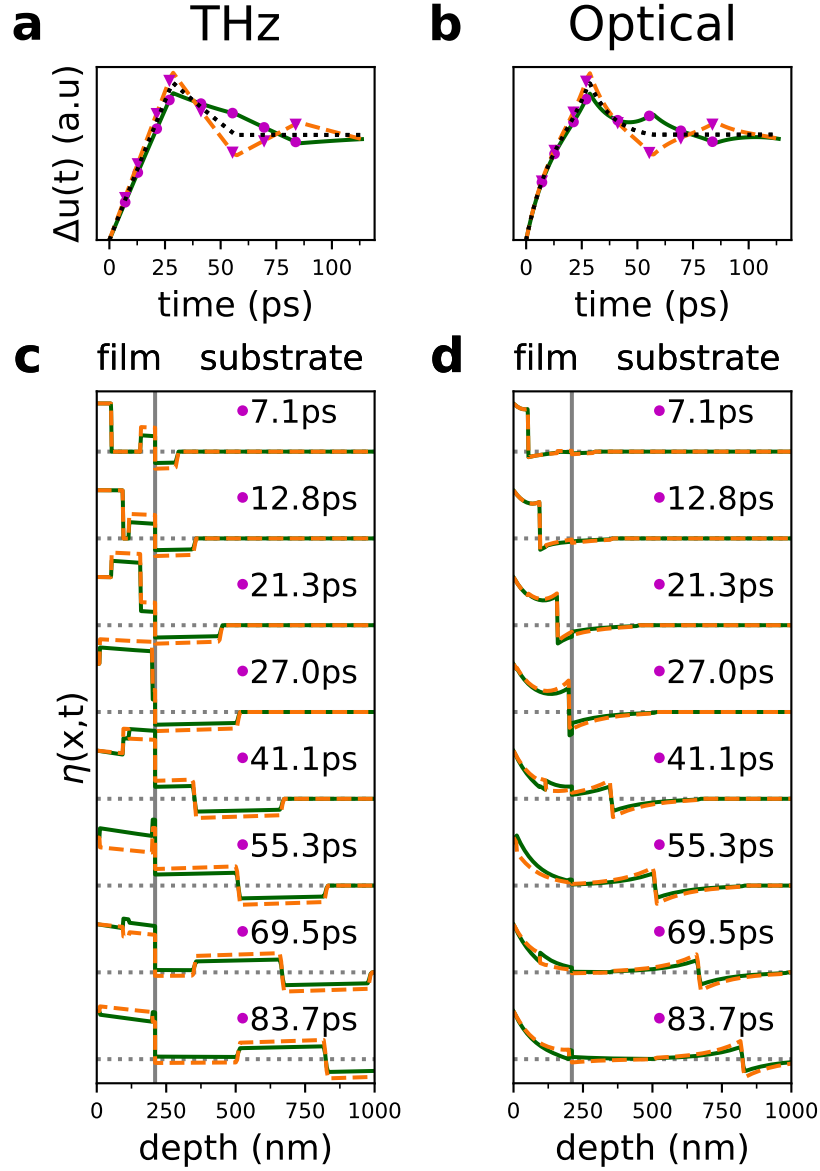 a THz b Optical
Δu(t) (a.u)
0 25 50 75 100 0 25 50 75 100
time (ps) time (ps)
c film substrate d film substrate
7.1ps 7.1ps
12.8ps 12.8ps
21.3ps 21.3ps
27.0ps 27.0ps
η(x,t)
41.1ps 41.1ps
55.3ps 55.3ps
69.5ps 69.5ps
83.7ps 83.7ps
0 250 500 750 1000 0 250 500 750 1000
depth (nm) depth (nm)